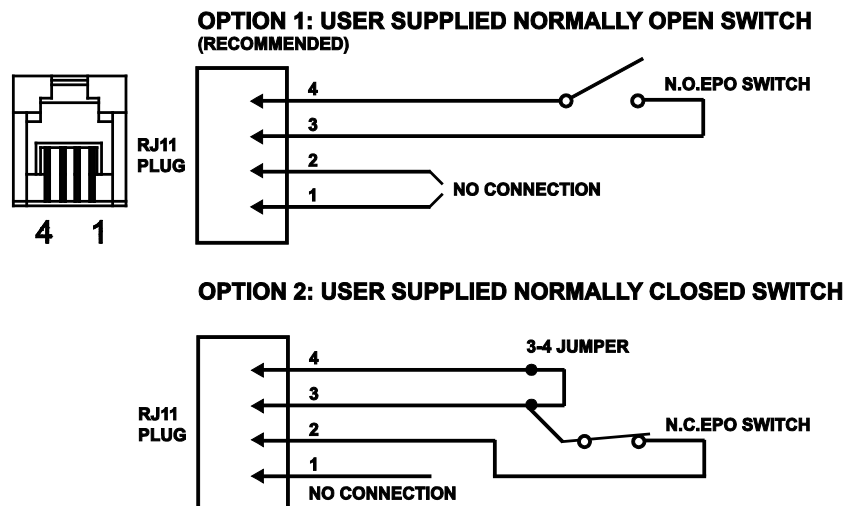 OPTION 1: USER SUPPLIED NORMALLY OPEN SWITCH
(RECOMMENDED)
4
N.O.EPO SWITCH
3
RJ11
PLUG
2
1
NO CONNECTION
4 1
OPTION 2: USER SUPPLIED NORMALLY CLOSED SWITCH
4
3-4 JUMPER
3
RJ11
PLUG
2
N.C.EPO SWITCH
1
NO CONNECTION